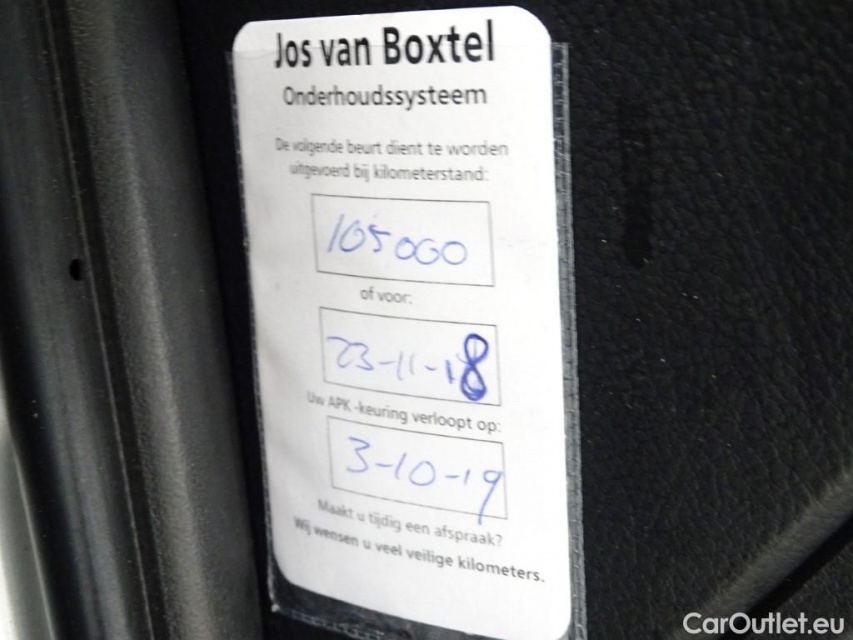 Jos van Boxtel
Onderhoudssysteem
De volgende beurt dient te worden
uitgevoerd bij kilometerstand:
105000
of voor:
23-11-18
Uw APK-keuring verloopt op:
3-10-19
Maakt u tijdig een afspraak?
Wij wensen u veel veilige kilometers.
CarOutlet.eu